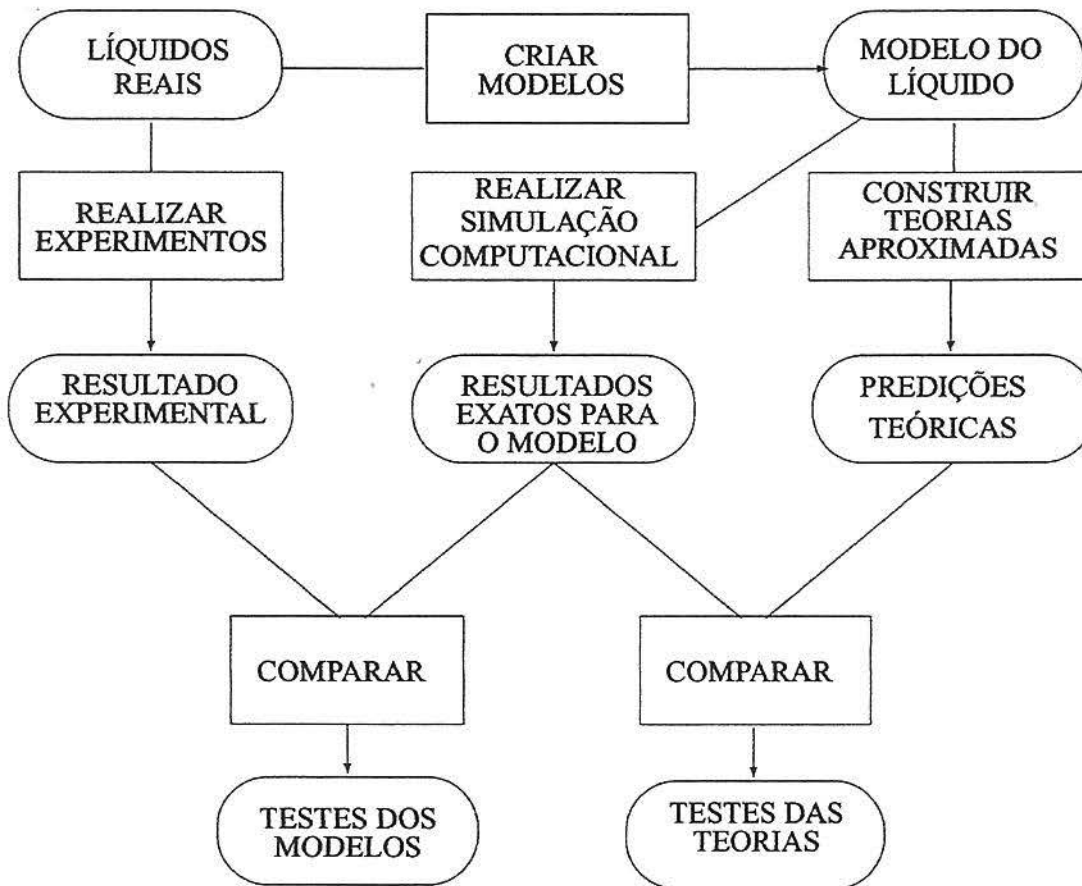 LÍQUIDOS
REAIS
CRIAR
MODELOS
MODELO DO
LÍQUIDO
REALIZAR
EXPERIMENTOS
REALIZAR
SIMULAÇÃO
COMPUTACIONAL
CONSTRUIR
TEORIAS
APROXIMADAS
RESULTADO
EXPERIMENTAL
RESULTADOS
EXATOS PARA
O MODELO
PREDIÇÕES
TEÓRICAS
COMPARAR
COMPARAR
TESTES DOS
MODELOS
TESTES DAS
TEORIAS